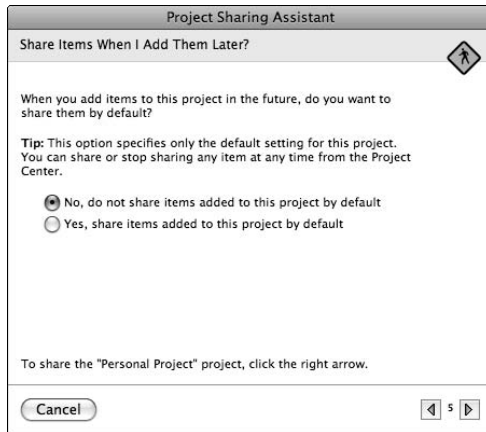 Project Sharing Assistant
Share Items When I Add Them Later?
When you add items to this project in the future, do you want to
share them by default?
Tip: This option specifies only the default setting for this project.
You can share or stop sharing any item at any time from the Project
Center.
No, do not share items added to this project by default
Yes, share items added to this project by default
To share the "Personal Project" project, click the right arrow.
Cancel
5